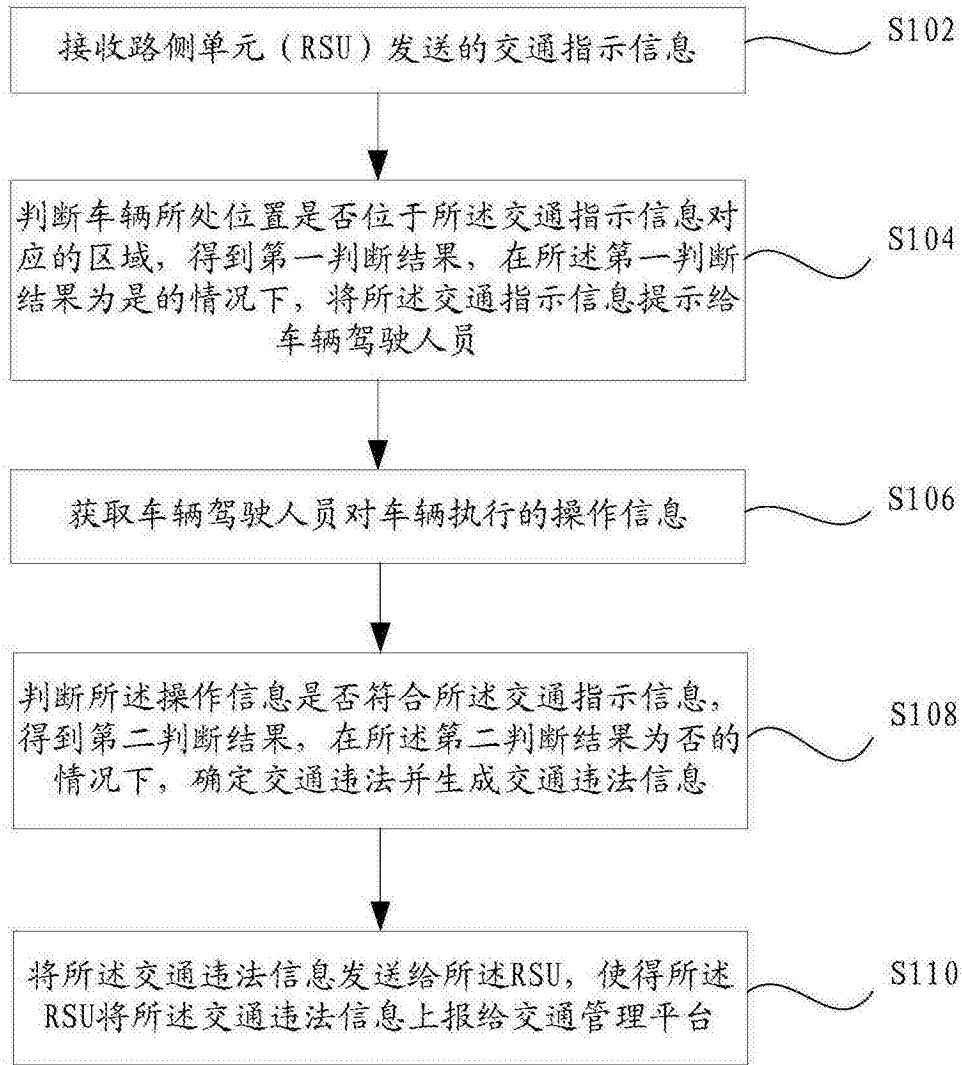 接收路侧单元（RSU）发送的交通指示信息
S102
判断车辆所处位置是否位于所述交通指示信息对
应的区域，得到第一判断结果，在所述第一判断
结果为是的情况下，将所述交通指示信息提示给
车辆驾驶人员
S104
获取车辆驾驶人员对车辆执行的操作信息
S106
判断所述操作信息是否符合所述交通指示信息，
得到第二判断结果，在所述第二判断结果为否的
情况下，确定交通违法并生成交通违法信息
S108
将所述交通违法信息发送给所述RSU，使得所述
RSU将所述交通违法信息上报给交通管理平台
S110